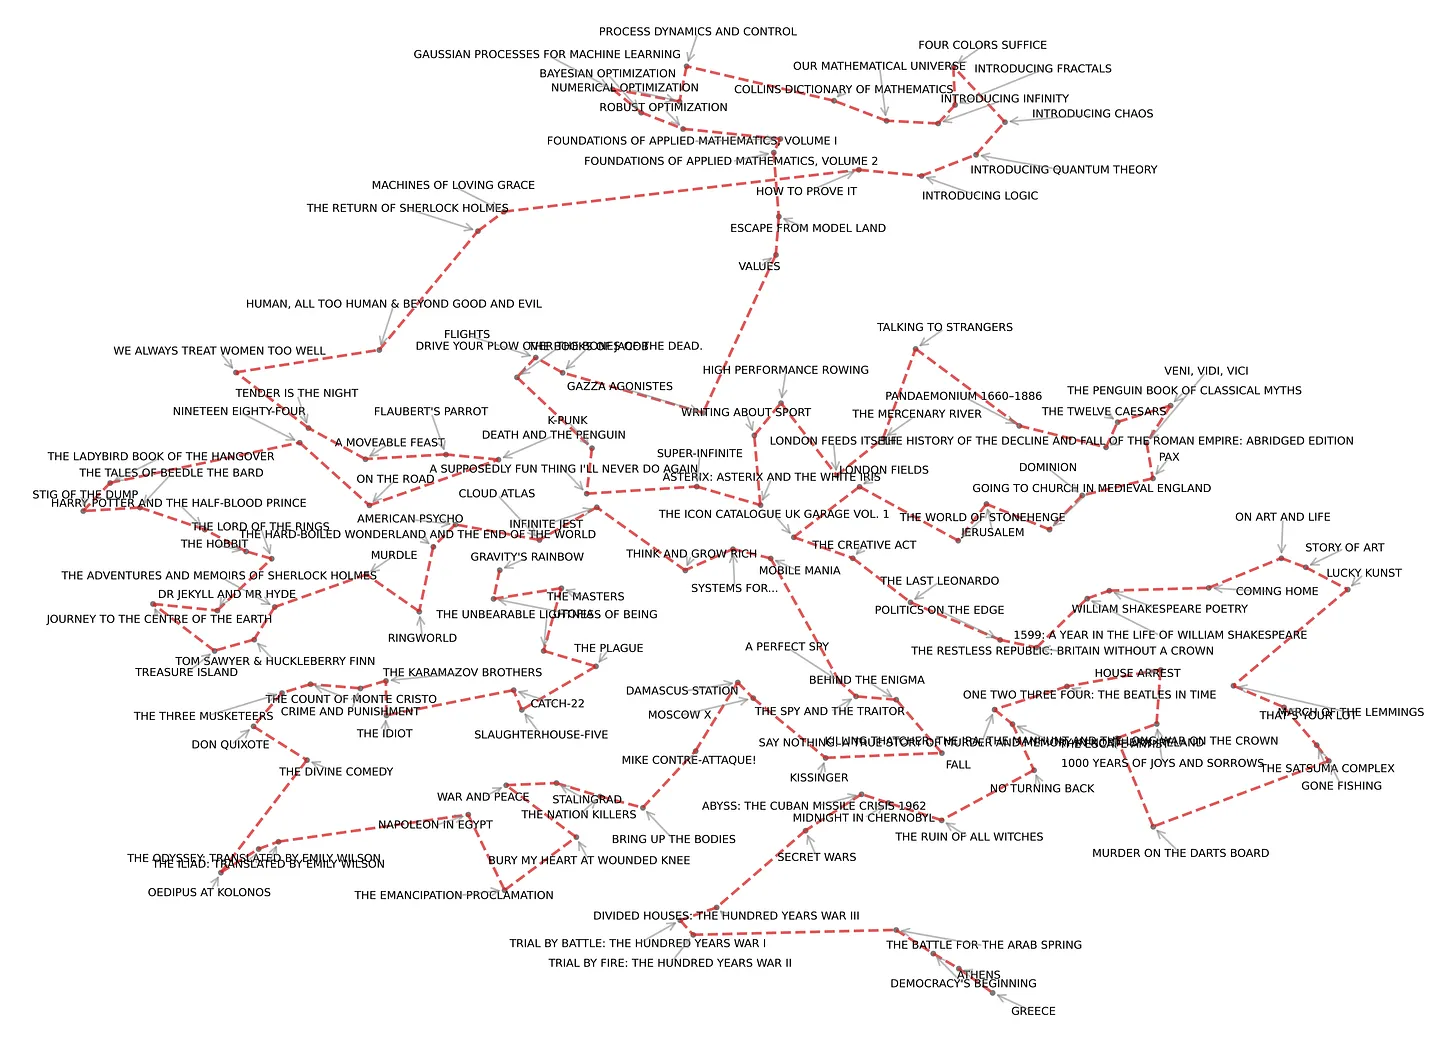 PROCESS DYNAMICS AND CONTROL
FOUR COLORS SUFFICE
GAUSSIAN PROCESSES FOR MACHINE LEARNING
OUR MATHEMATICAL UNIVERSE
INTRODUCING FRACTALS
BAYESIAN OPTIMIZATION
NUMERICAL OPTIMIZATION
COLLINS DICTIONARY OF MATHEMATICS
INTRODUCING INFINITY
ROBUST OPTIMIZATION
INTRODUCING CHAOS
FOUNDATIONS OF APPLIED MATHEMATICS, VOLUME I
FOUNDATIONS OF APPLIED MATHEMATICS, VOLUME 2
INTRODUCING QUANTUM THEORY
MACHINES OF LOVING GRACE
HOW TO PROVE IT
INTRODUCING LOGIC
THE RETURN OF SHERLOCK HOLMES
ESCAPE FROM MODEL LAND
VALUES
HUMAN, ALL TOO HUMAN & BEYOND GOOD AND EVIL
TALKING TO STRANGERS
FLIGHTS
DRIVE YOUR PLOW OVER THE BONES OF THE DEAD.
THE BOOKS OF JACOB
WE ALWAYS TREAT WOMEN TOO WELL
HIGH PERFORMANCE ROWING
VENI, VIDI, VICI
GAZZA AGONISTES
THE PENGUIN BOOK OF CLASSICAL MYTHS
TENDER IS THE NIGHT
PANDAEMONIUM 1660–1886
NINETEEN EIGHTY-FOUR
FLAUBERT'S PARROT
WRITING ABOUT SPORT
THE MERCENARY RIVER
THE TWELVE CAESARS
K-PUNK
DEATH AND THE PENGUIN
A MOVEABLE FEAST
LONDON FEEDS ITSELF
THE HISTORY OF THE DECLINE AND FALL OF THE ROMAN EMPIRE: ABRIDGED EDITION
THE LADYBIRD BOOK OF THE HANGOVER
SUPER-INFINITE
PAX
THE TALES OF BEEDLE THE BARD
A SUPPOSEDLY FUN THING I'LL NEVER DO AGAIN
LONDON FIELDS
DOMINION
ON THE ROAD
ASTERIX: ASTERIX AND THE WHITE IRIS
STIG OF THE DUMP
CLOUD ATLAS
GOING TO CHURCH IN MEDIEVAL ENGLAND
HARRY POTTER AND THE HALF-BLOOD PRINCE
AMERICAN PSYCHO
THE ICON CATALOGUE UK GARAGE VOL. 1
THE WORLD OF STONEHENGE
ON ART AND LIFE
THE LORD OF THE RINGS
INFINITE JEST
THE HARD-BOILED WONDERLAND AND THE END OF THE WORLD
JERUSALEM
THE HOBBIT
THE CREATIVE ACT
STORY OF ART
MURDLE
GRAVITY'S RAINBOW
THINK AND GROW RICH
MOBILE MANIA
LUCKY KUNST
THE ADVENTURES AND MEMOIRS OF SHERLOCK HOLMES
THE LAST LEONARDO
SYSTEMS FOR...
COMING HOME
DR JEKYLL AND MR HYDE
THE MASTERS
POLITICS ON THE EDGE
WILLIAM SHAKESPEARE POETRY
THE UNBEARABLE LIGHTNESS OF BEING
JOURNEY TO THE CENTRE OF THE EARTH
RINGWORLD
1599: A YEAR IN THE LIFE OF WILLIAM SHAKESPEARE
THE PLAGUE
A PERFECT SPY
THE RESTLESS REPUBLIC: BRITAIN WITHOUT A CROWN
TOM SAWYER & HUCKLEBERRY FINN
TREASURE ISLAND
THE KARAMAZOV BROTHERS
HOUSE ARREST
BEHIND THE ENIGMA
DAMASCUS STATION
ONE TWO THREE FOUR: THE BEATLES IN TIME
THE COUNT OF MONTE CRISTO
CATCH-22
CRIME AND PUNISHMENT
THE SPY AND THE TRAITOR
MOSCOW X
MARCH OF THE LEMMINGS
THE THREE MUSKETEERS
THAT'S YOUR LOT
THE IDIOT
SLAUGHTERHOUSE-FIVE
DON QUIXOTE
SAY NOTHING: A TRUE STORY OF MURDER AND MEMORY IN NORTHERN IRELAND
KILLING THATCHER: THE IRA, THE MANHUNT AND THE LONG WAR ON THE CROWN
MIKE CONTRE-ATTAQUE!
FALL
1000 YEARS OF JOYS AND SORROWS
THE DIVINE COMEDY
THE SATSUMA COMPLEX
KISSINGER
GONE FISHING
NO TURNING BACK
WAR AND PEACE
STALINGRAD
ABYSS: THE CUBAN MISSILE CRISIS 1962
THE NATION KILLERS
MIDNIGHT IN CHERNOBYL
NAPOLEON IN EGYPT
BRING UP THE BODIES
THE RUIN OF ALL WITCHES
MURDER ON THE DARTS BOARD
THE ODYSSEY: TRANSLATED BY EMILY WILSON
THE ILIAD: TRANSLATED BY EMILY WILSON
BURY MY HEART AT WOUNDED KNEE
SECRET WARS
OEDIPUS AT KOLONOS
THE EMANCIPATION PROCLAMATION
DIVIDED HOUSES: THE HUNDRED YEARS WAR III
TRIAL BY BATTLE: THE HUNDRED YEARS WAR I
THE BATTLE FOR THE ARAB SPRING
TRIAL BY FIRE: THE HUNDRED YEARS WAR II
ATHENS
DEMOCRACY'S BEGINNING
GREECE